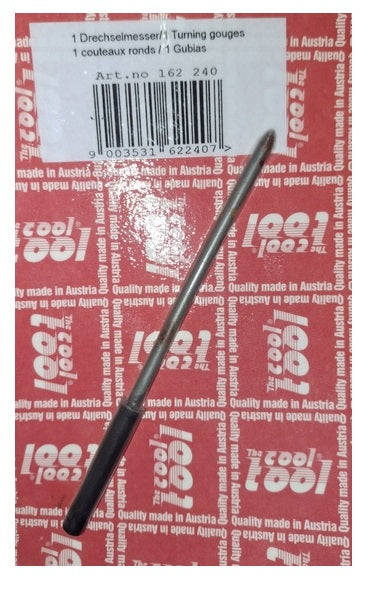 1 Drechselmesser/1 Turning gouges
1 couteaux ronds / 1 Gubias
Art.no 162 240
9 003531 622407 >
Quality made in Austria
The cool tool